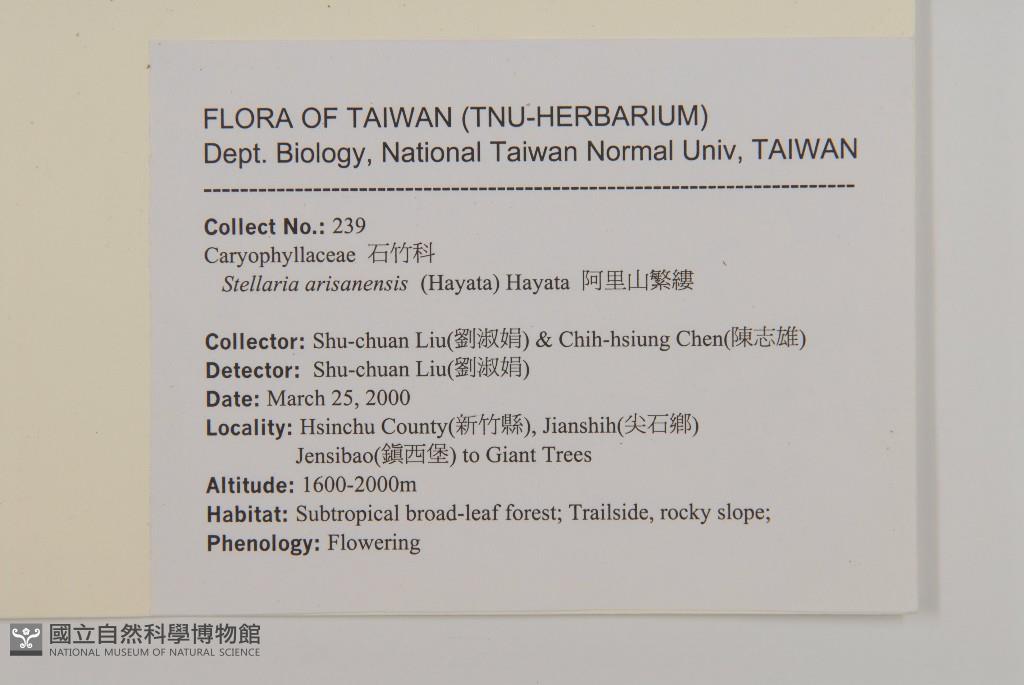 FLORA OF TAIWAN (TNU-HERBARIUM)
Dept. Biology, National Taiwan Normal Univ, TAIWAN
-----------------------------------------------------------------------------
Collect No.: 239
Caryophyllaceae 石竹科
Stellaria arisanensis (Hayata) Hayata 阿里山繁縷
Collector: Shu-chuan Liu(劉淑娟) & Chih-hsiung Chen(陳志雄)
Detector: Shu-chuan Liu(劉淑娟)
Date: March 25, 2000
Locality: Hsinchu County(新竹縣), Jianshih(尖石鄉)
Jensibao(鎮西堡) to Giant Trees
Altitude: 1600-2000m
Habitat: Subtropical broad-leaf forest; Trailside, rocky slope;
Phenology: Flowering
國立自然科學博物館
NATIONAL MUSEUM OF NATURAL SCIENCE